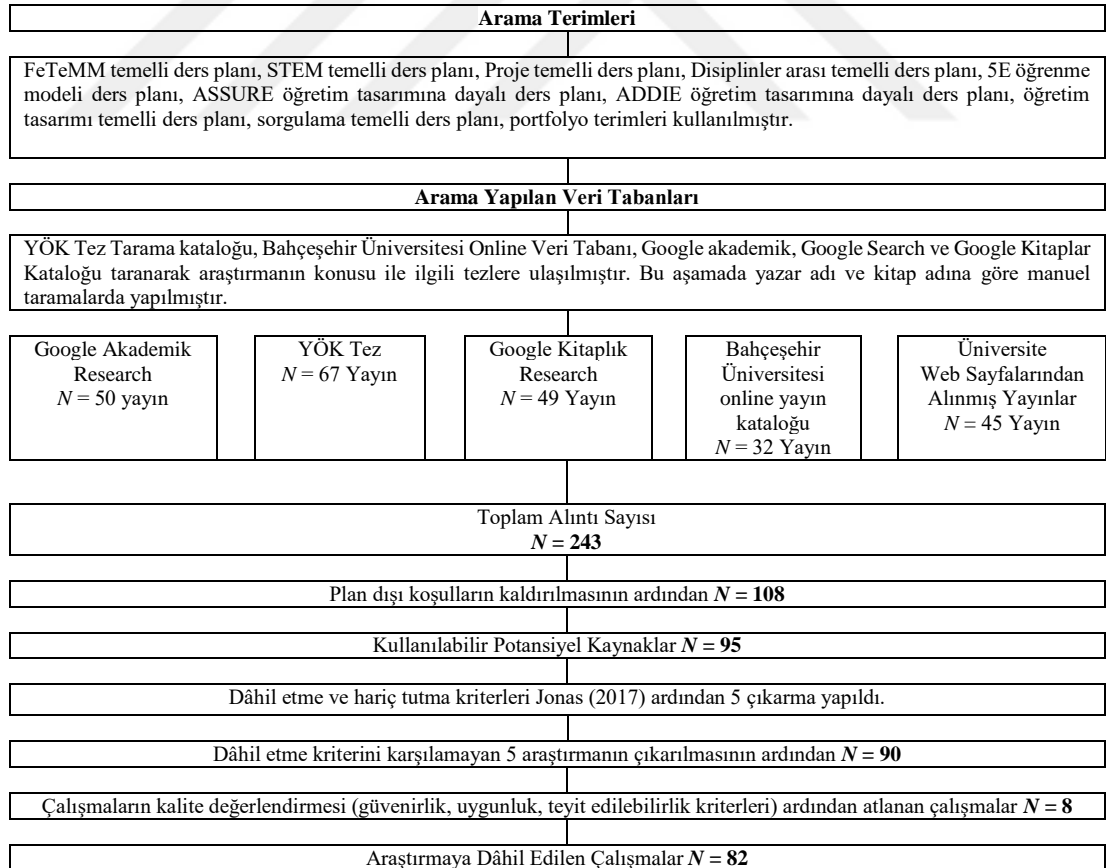 Arama Terimleri
FeTeMM temelli ders planı, STEM temelli ders planı, Proje temelli ders planı, Disiplinler arası temelli ders planı, 5E öğrenme
modeli ders planı, ASSURE öğretim tasarımına dayalı ders planı, ADDIE öğretim tasarımına dayalı ders planı, öğretim
tasarımı temelli ders planı, sorgulama temelli ders planı, portfolyo terimleri kullanılmıştır.
Arama Yapılan Veri Tabanları
YÖK Tez Tarama kataloğu, Bahçeşehir Üniversitesi Online Veri Tabanı, Google akademik, Google Search ve Google Kitaplar
Kataloğu taranarak araştırmanın konusu ile ilgili tezlere ulaşılmıştır. Bu aşamada yazar adı ve kitap adına göre manuel
taramalarda yapılmıştır.
Google Akademik
Research
N = 50 yayın
YÖK Tez
N = 67 Yayın
Google Kitaplık
Research
N = 49 Yayın
Bahçeşehir
Üniversitesi
online yayın
kataloğu
N = 32 Yayın
Üniversite
Web Sayfalarından
Alınmış Yayınlar
N = 45 Yayın
Toplam Alıntı Sayısı
N = 243
Plan dışı koşulların kaldırılmasının ardından N = 108
Kullanılabilir Potansiyel Kaynaklar N = 95
Dâhil etme ve hariç tutma kriterleri Jonas (2017) ardından 5 çıkarma yapıldı.
Dâhil etme kriterini karşılamayan 5 araştırmanın çıkarılmasının ardından N = 90
Çalışmaların kalite değerlendirmesi (güvenirlik, uygunluk, teyit edilebilirlik kriterleri) ardından atlanan çalışmalar N = 8
Araştırmaya Dâhil Edilen Çalışmalar N = 82